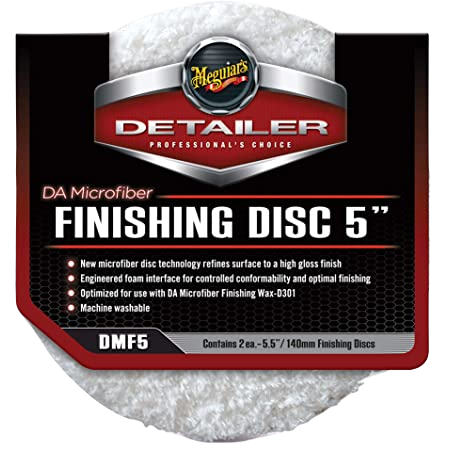 Meguiar's
DETAILER
PROFESSIONAL'S CHOICE
DA Microfiber
FINISHING DISC 5”
• New microfiber disc technology refines surface to a high gloss finish
• Engineered foam interface for controlled conformability and optimal finishing
• Optimized for use with DA Microfiber Finishing Wax-D301
• Machine washable
DMF5
Contains 2 ea.-5.5"/140mm Finishing Discs